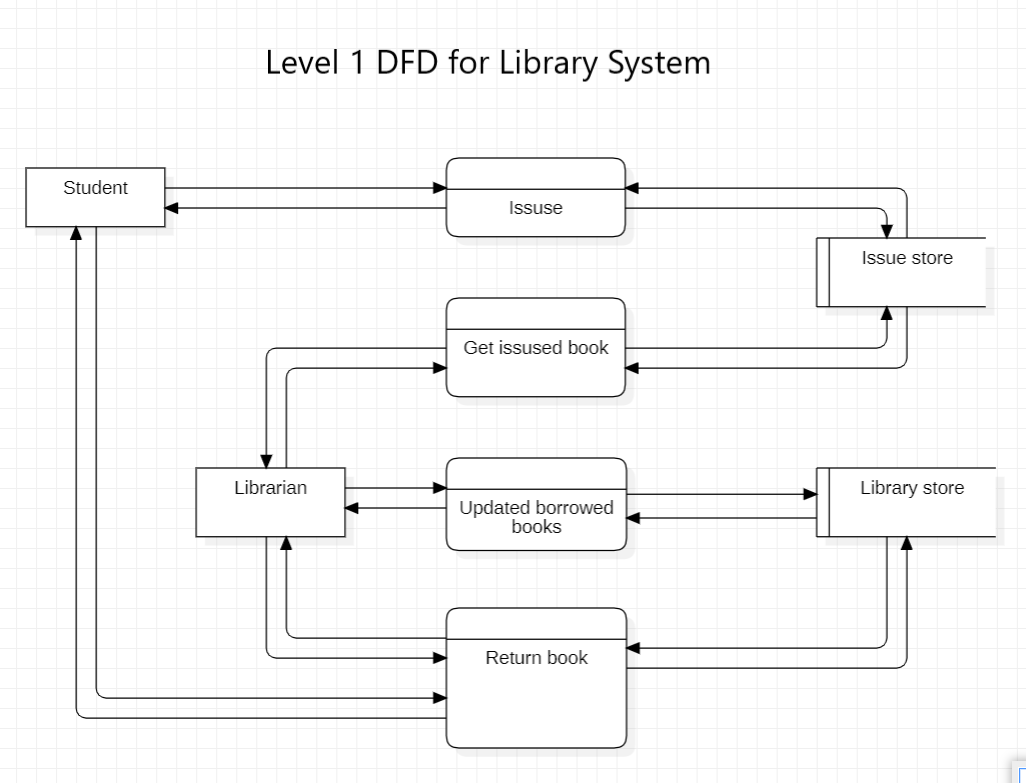 Level 1 DFD for Library System
Student
Issuse
Issue store
Get issused book
Librarian
Updated borrowed
books
Library store
Return book